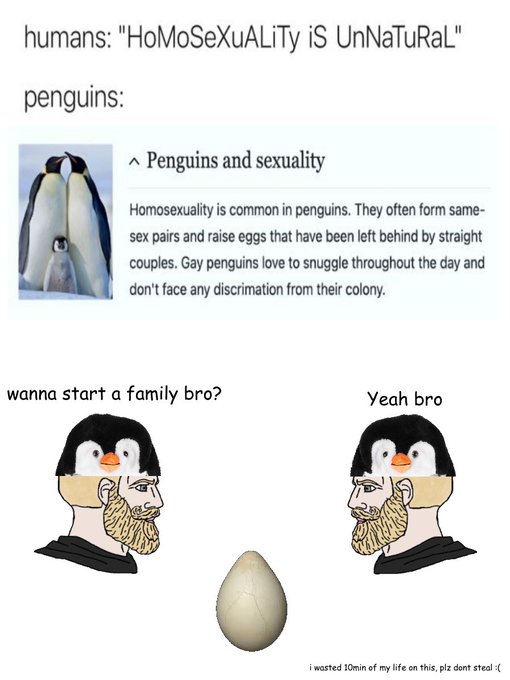 humans: "HoMoSeXuALiTy iS UnNaTuRaL"
penguins:
^ Penguins and sexuality
Homosexuality is common in penguins. They often form same-
sex pairs and raise eggs that have been left behind by straight
couples. Gay penguins love to snuggle throughout the day and
don't face any discrimation from their colony.
wanna start a family bro?
Yeah bro
i wasted 10min of my life on this, plz dont steal :(